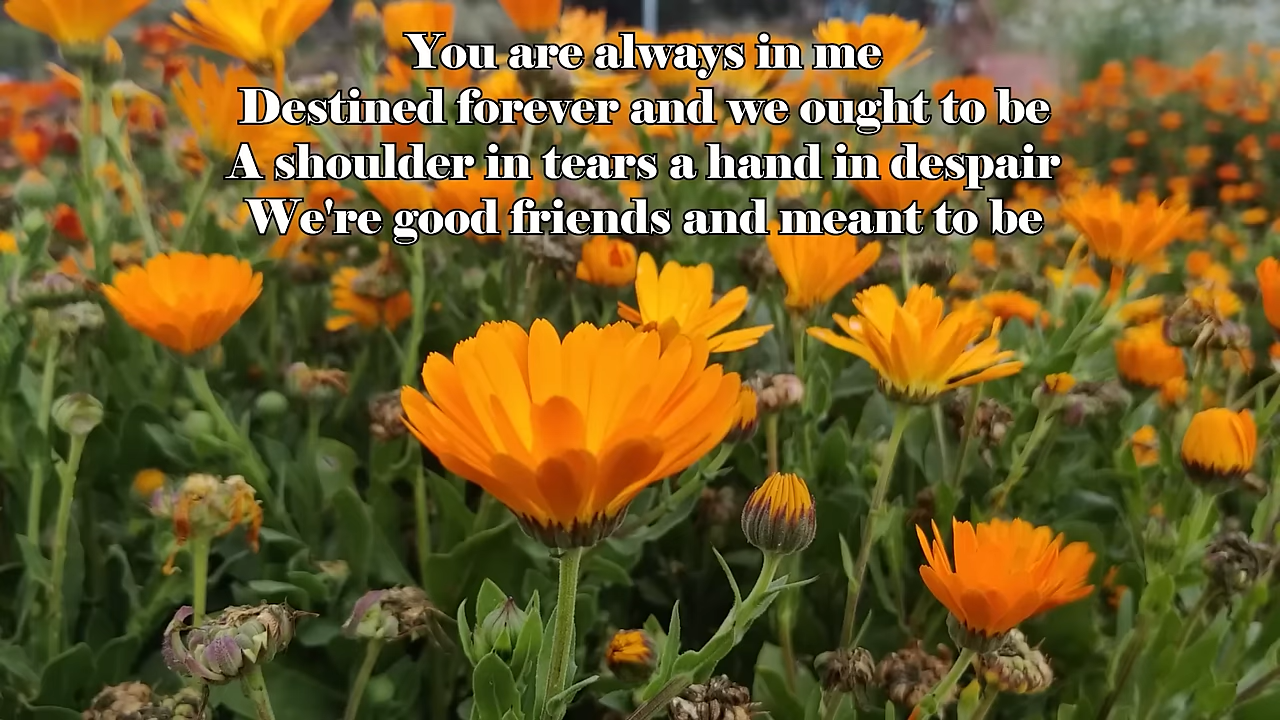 You are always in me
Destined forever and we ought to be
A shoulder in tears a hand in despair
We're good friends and meant to be